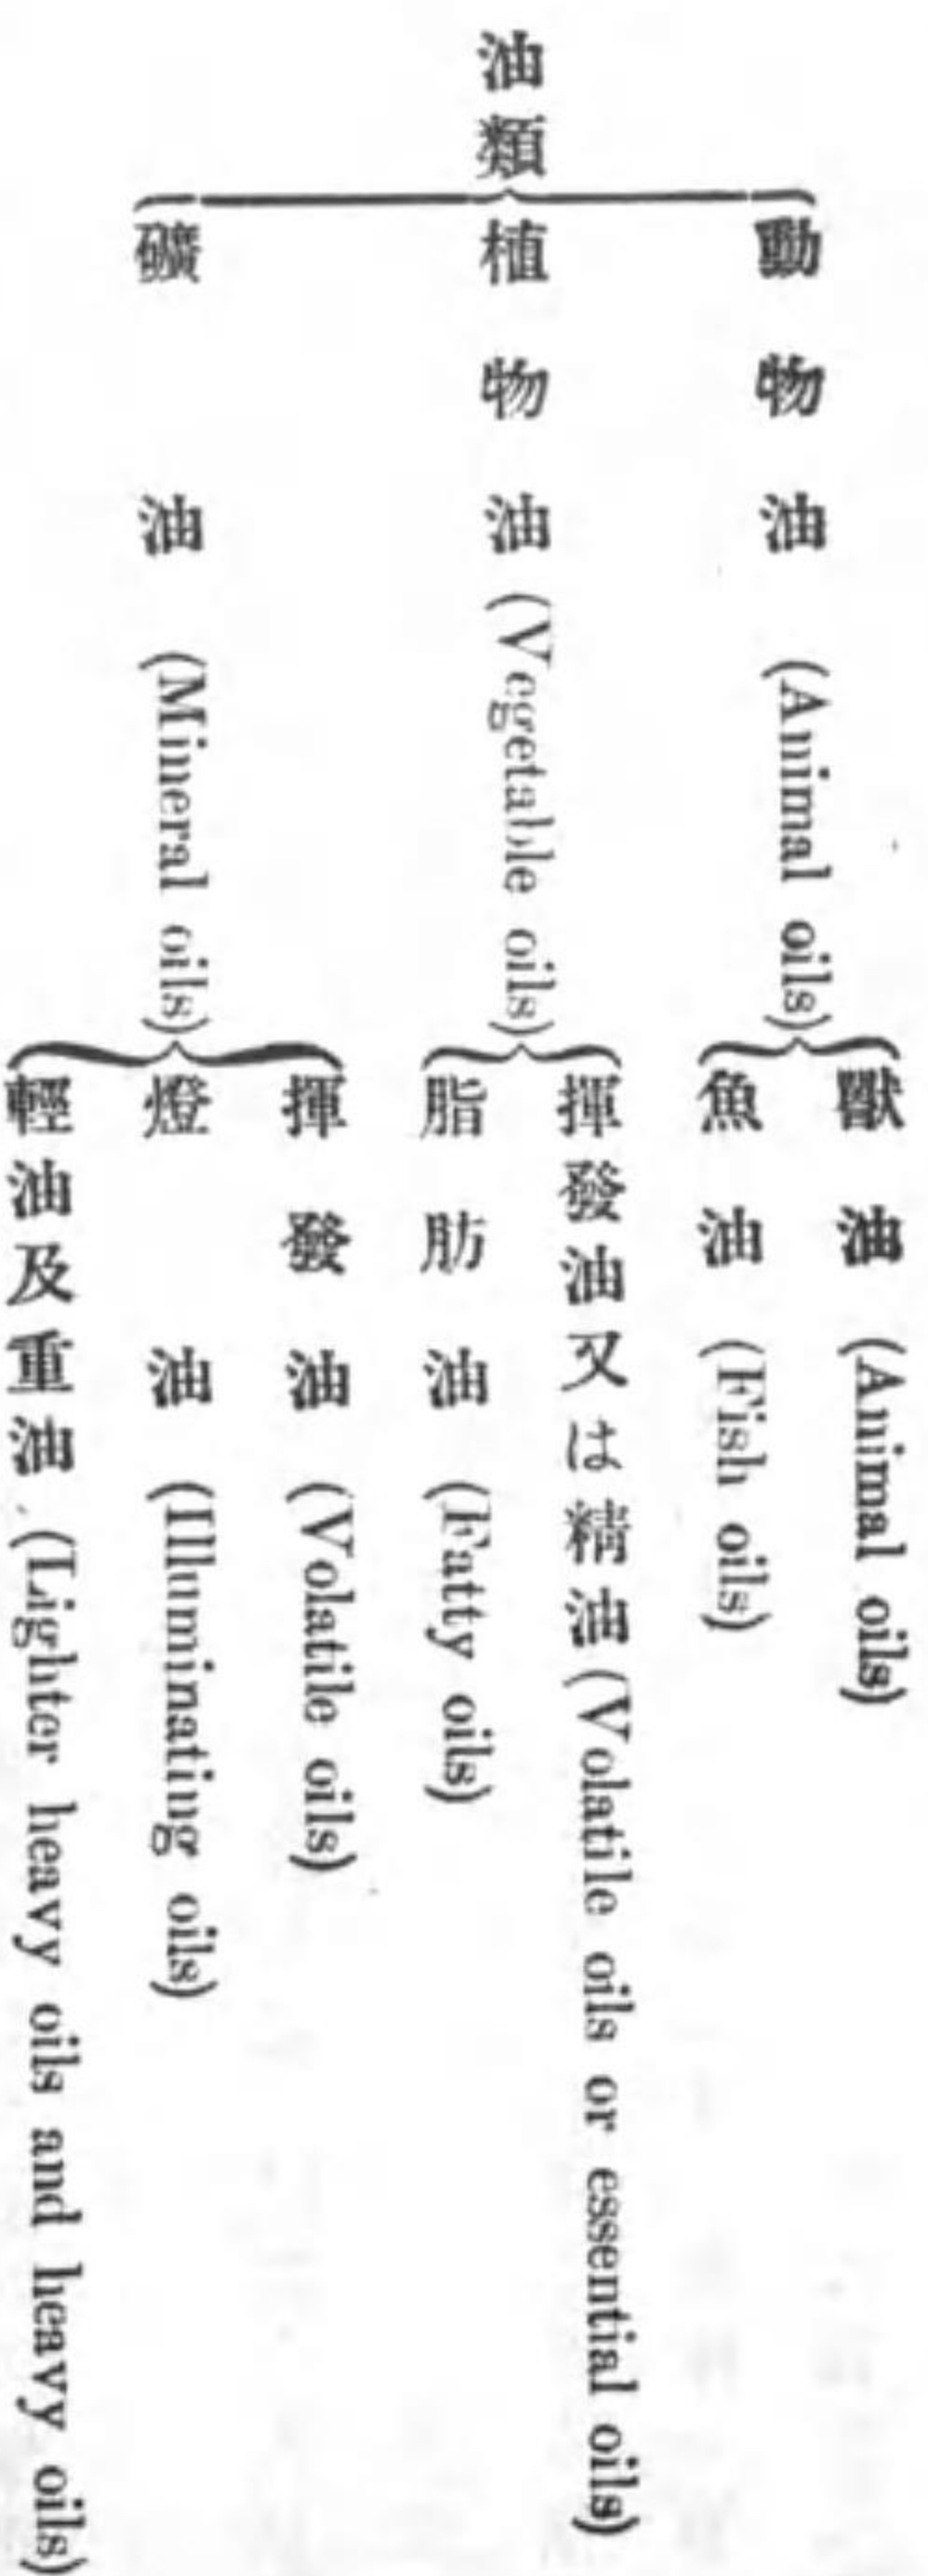 油類
動物油 (Animal oils)
獸油 (Animal oils)
魚油 (Fish oils)
植物油 (Vegetable oils)
揮發油又は精油 (Volatile oils or essential oils)
脂肪油 (Fatty oils)
礦油 (Mineral oils)
揮發油 (Volatile oils)
燈油 (Illuminating oils)
輕油及重油 (Lighter heavy oils and heavy oils)